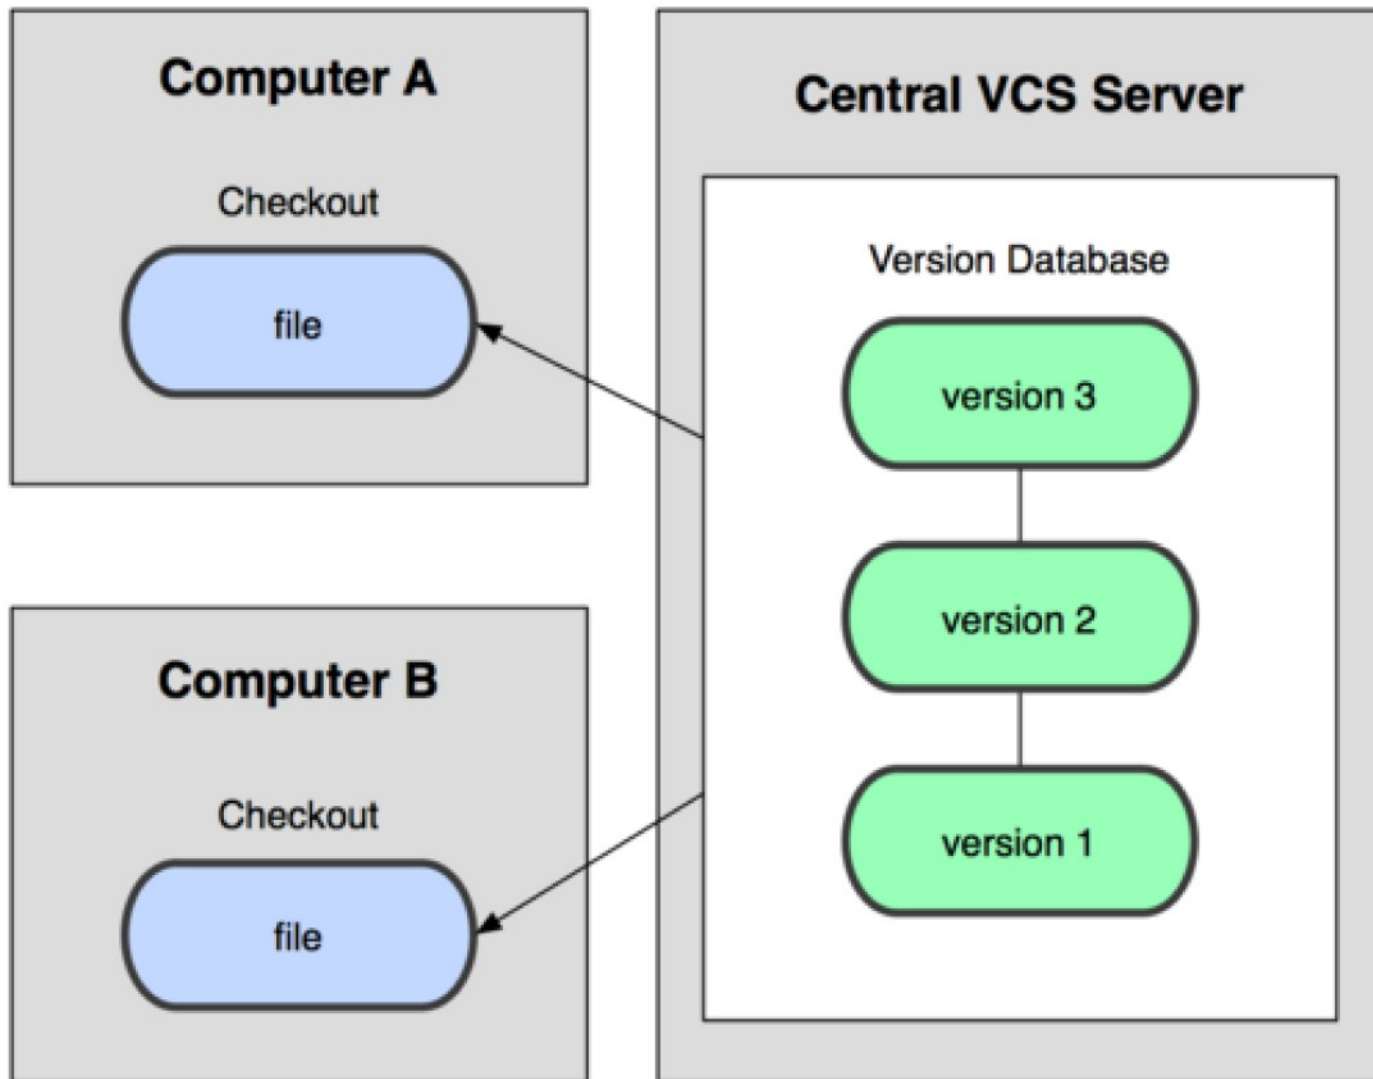 Computer A
Checkout
file
Computer B
Checkout
file
Central VCS Server
Version Database
version 3
version 2
version 1